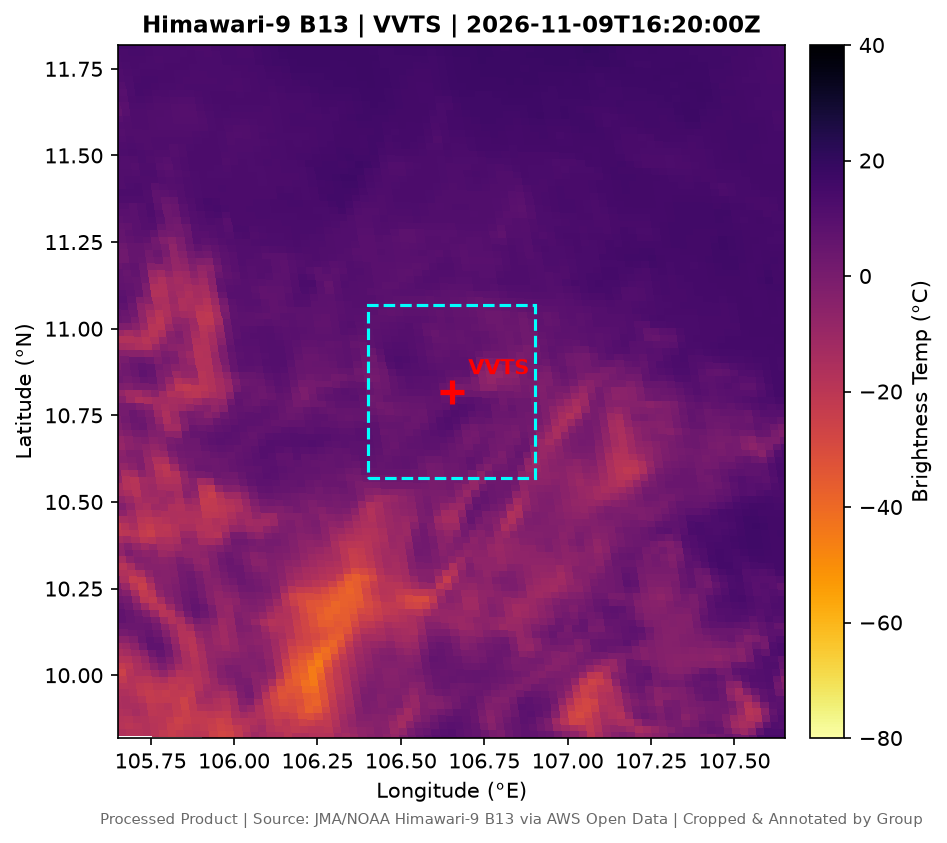 Himawari-9 B13 | VVTS | 2026-11-09T16:20:00Z
11.75
11.50
11.25
11.00
10.75
10.50
10.25
10.00
Latitude (°N)
VVTS
105.75 106.00 106.25 106.50 106.75 107.00 107.25 107.50
Longitude (°E)
40
20
0
−20
−40
−60
−80
Brightness Temp (°C)
Processed Product | Source: JMA/NOAA Himawari-9 B13 via AWS Open Data | Cropped & Annotated by Group